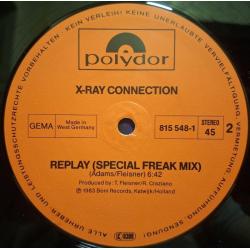 polydor
X-RAY CONNECTION
GEMA
Made in
West Germany
815 548-1
STEREO
45
2
REPLAY (SPECIAL FREAK MIX)
(Adams/Fleisner) 6:42
Produced by: T. Fleisner/R. Craziano
℗ 1983 Boni Records, Katwijk/Holland
ALLE URHEBER- UND LEISTUNGSSCHUTZRECHTE VORBEHALTEN
KEIN VERLEIH! KEINE UNERLAUBTE VERVIELFÄLTIGUNG, VERMIETUNG, AUFFÜHRUNG, SENDUNG!